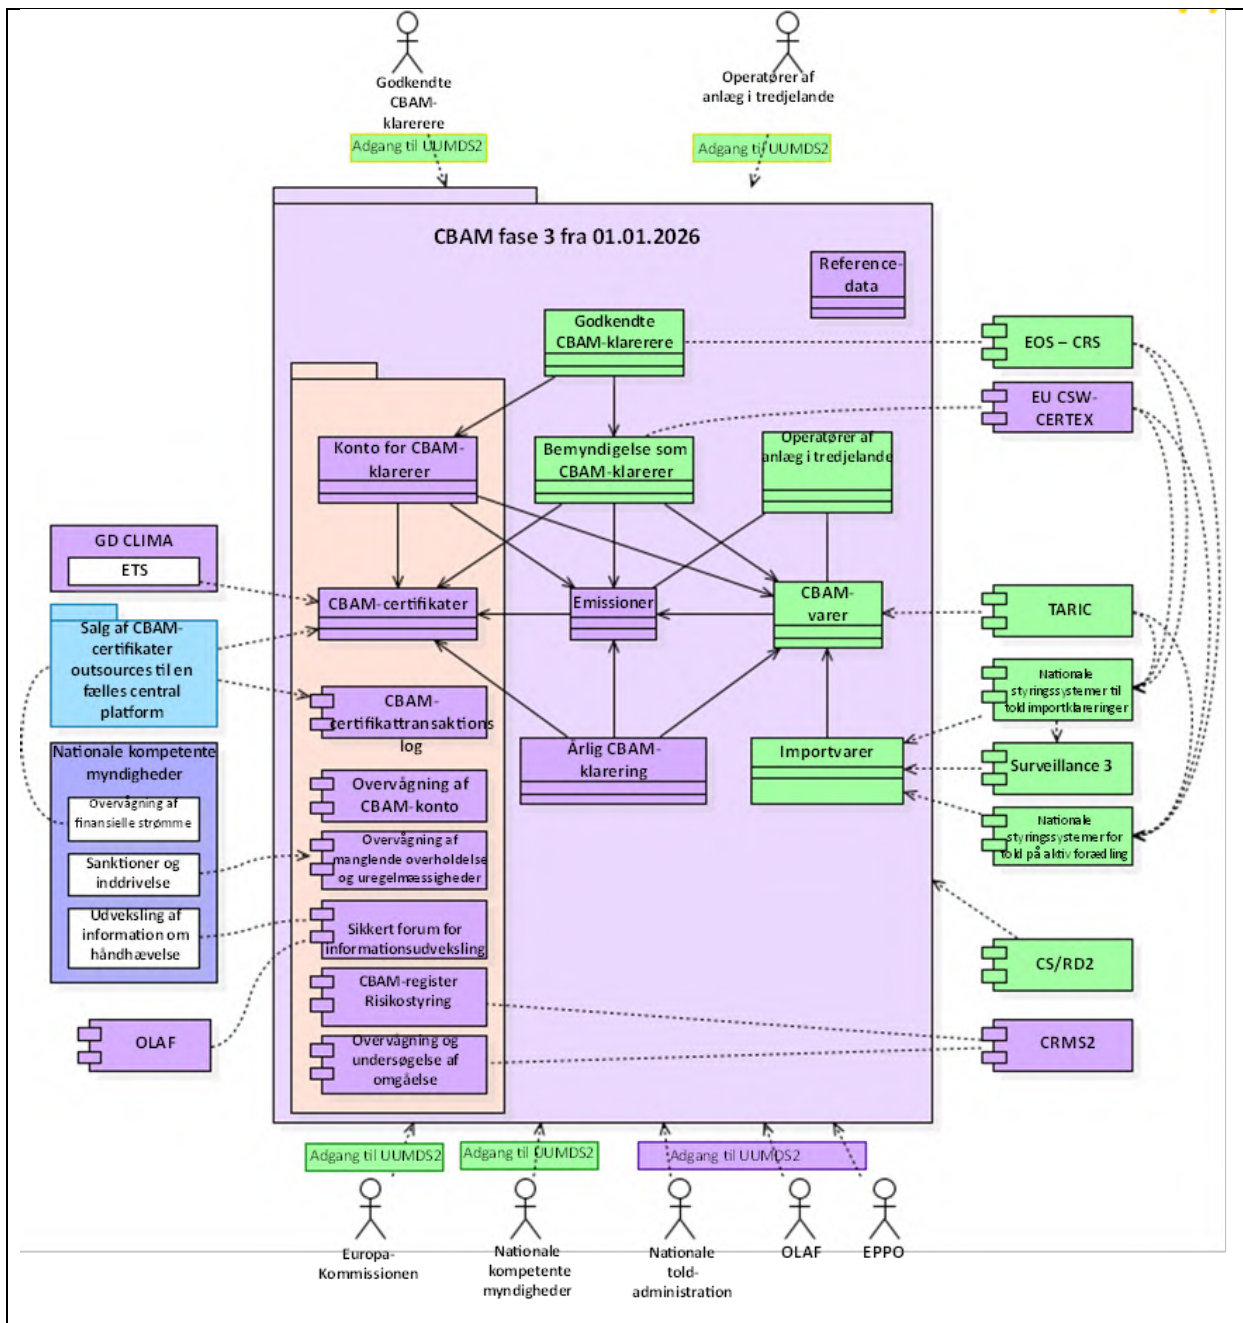 Godkendte
CBAM-
klarerere
Operatører af
anlæg i tredjelande
Adgang til UUMDS2
Adgang til UUMDS2
CBAM fase 3 fra 01.01.2026
Reference-
data
Godkendte
CBAM-klarerere
EOS – CRS
EU CSW-
CERTEX
Konto for CBAM-
klarerer
Bemyndigelse som
CBAM-klarerer
Operatører af
anlæg i tredjelande
GD CLIMA
ETS
CBAM-certifikater
Emissioner
CBAM-
varer
TARIC
Salg af CBAM-
certifikater
outsources til en
fælles central
platform
CBAM-
certifikattransaktions
log
Nationale
styringssystemer til
told importklareringer
Årlig CBAM-
klarering
Importvarer
Surveillance 3
Nationale kompetente
myndigheder
Overvågning af
finansielle strømme
Overvågning af
CBAM-konto
Nationale
styringssystemer for
told på aktiv forædling
Sanktioner og
inddrivelse
Overvågning af
manglende overholdelse
og uregelmæssigheder
Udveksling af
information om
håndhævelse
Sikkert forum for
informationsudveksling
CS/RD2
CBAM-register
Risikostyring
OLAF
Overvågning og
undersøgelse af
omgåelse
CRMS2
Adgang til UUMDS2
Adgang til UUMDS2
Adgang til UUMDS2
Europa-
Kommissionen
Nationale
kompetente
myndigheder
Nationale
told-
administration
OLAF
EPPO